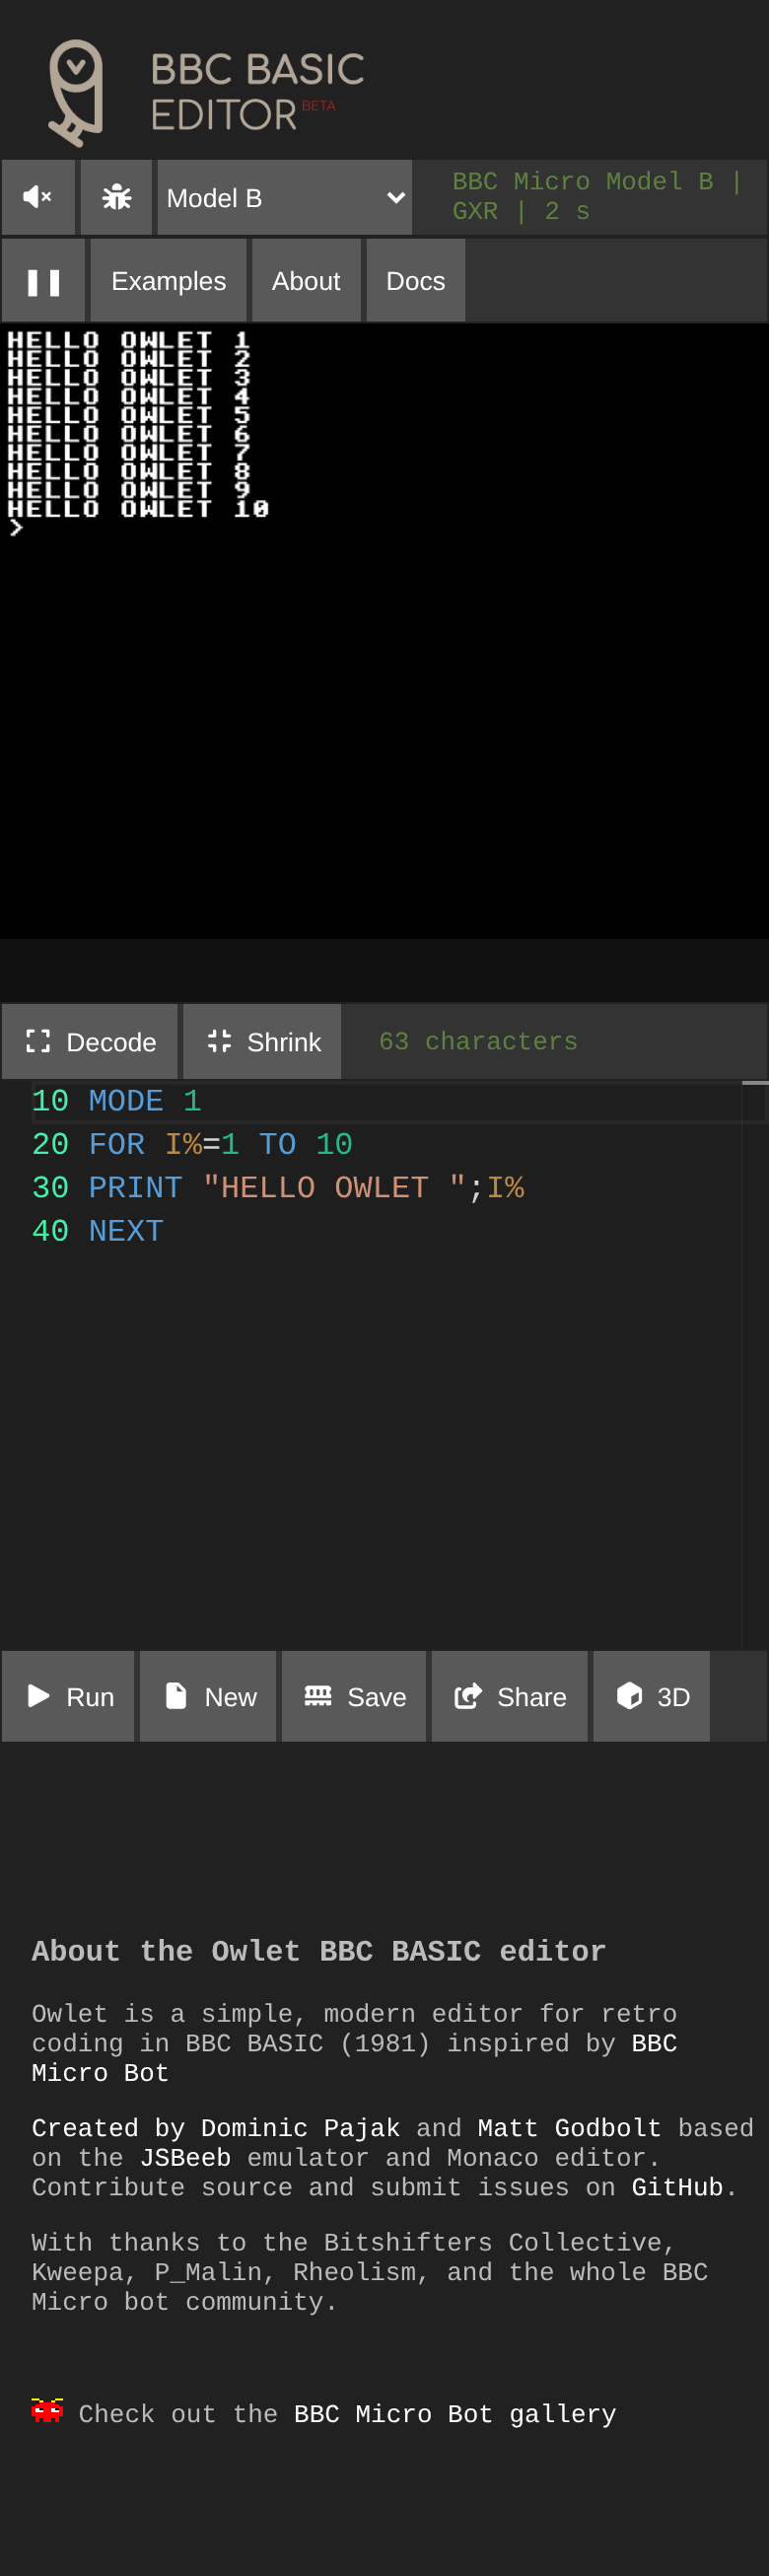 BBC BASIC
EDITOR BETA
Model B
BBC Micro Model B |
GXR | 2 s
Examples
About
Docs
HELLO OWLET 1
HELLO OWLET 2
HELLO OWLET 3
HELLO OWLET 4
HELLO OWLET 5
HELLO OWLET 6
HELLO OWLET 7
HELLO OWLET 8
HELLO OWLET 9
HELLO OWLET 10
>
Decode
Shrink
63 characters
10 MODE 1
20 FOR I%=1 TO 10
30 PRINT "HELLO OWLET ";I%
40 NEXT
Run
New
Save
Share
3D
About the Owlet BBC BASIC editor
Owlet is a simple, modern editor for retro
coding in BBC BASIC (1981) inspired by BBC
Micro Bot
Created by Dominic Pajak and Matt Godbolt based
on the JSBeeb emulator and Monaco editor.
Contribute source and submit issues on GitHub.
With thanks to the Bitshifters Collective,
Kweepa, P_Malin, Rheolism, and the whole BBC
Micro bot community.
Check out the BBC Micro Bot gallery